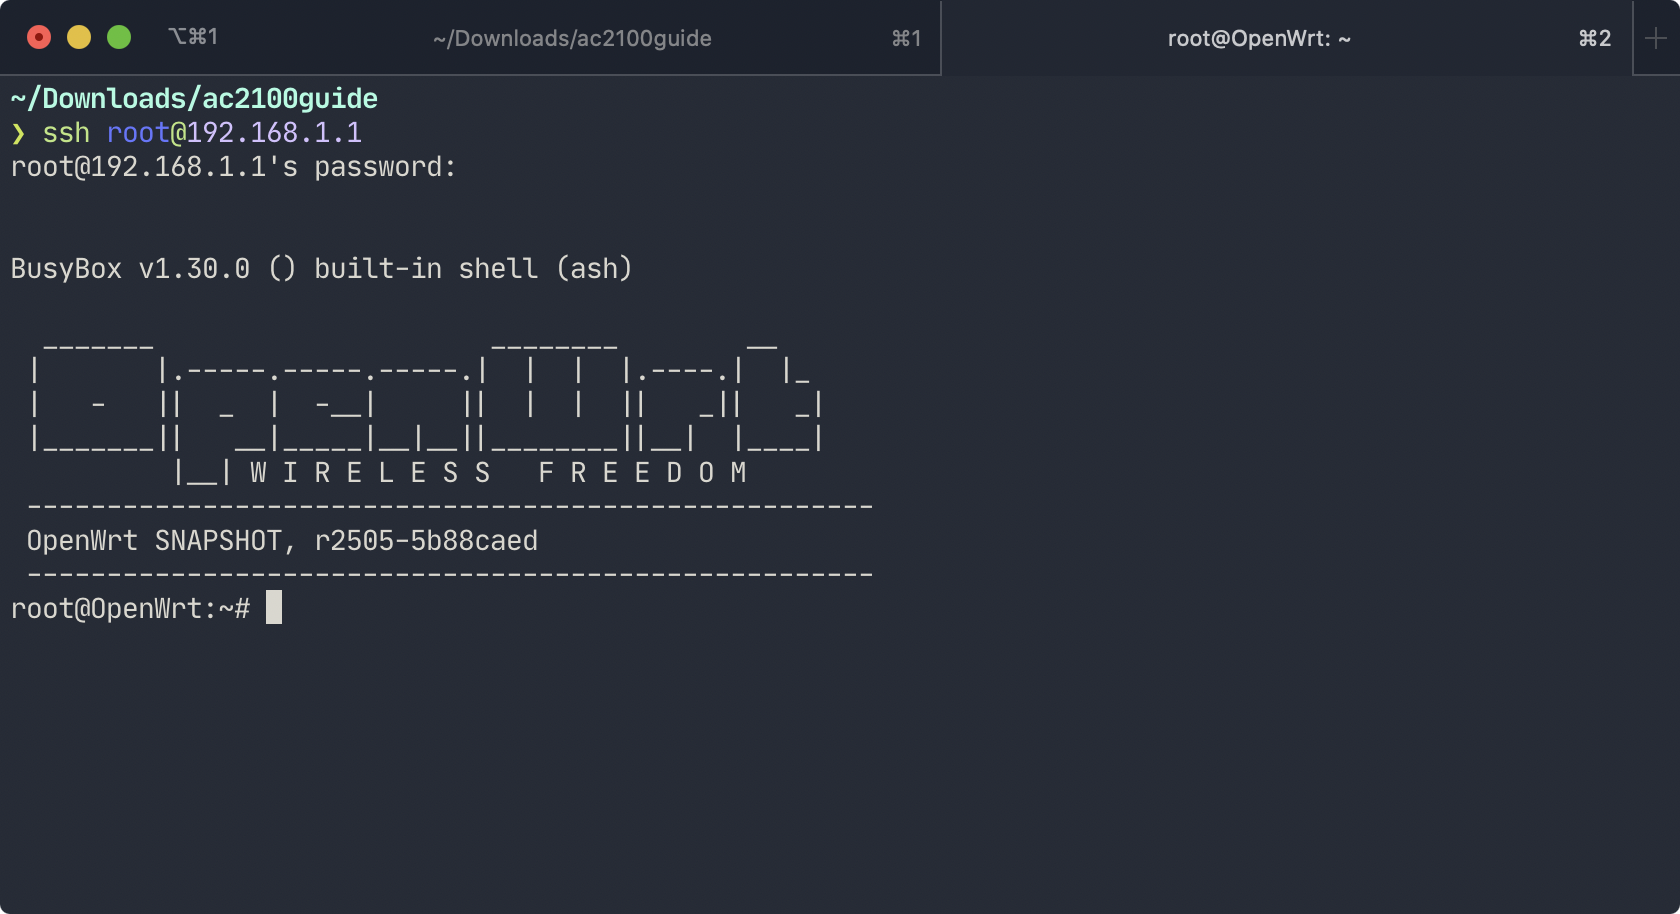 ⌥⌘1
~/Downloads/ac2100guide
⌘1
root@OpenWrt: ~
⌘2
~/Downloads/ac2100guide
❯ ssh root@192.168.1.1
root@192.168.1.1's password:
BusyBox v1.30.0 () built-in shell (ash)
  _______                     ________        __
 |       |.-----.-----.-----.|  |  |  |.----.|  |_
 |   -   ||  _  |  -__|     ||  |  |  ||   _||   _|
 |_______||   __|_____|__|__||________||__|  |____|
          |__| W I R E L E S S   F R E E D O M
 -----------------------------------------------------
 OpenWrt SNAPSHOT, r2505-5b88caed
 -----------------------------------------------------
root@OpenWrt:~#